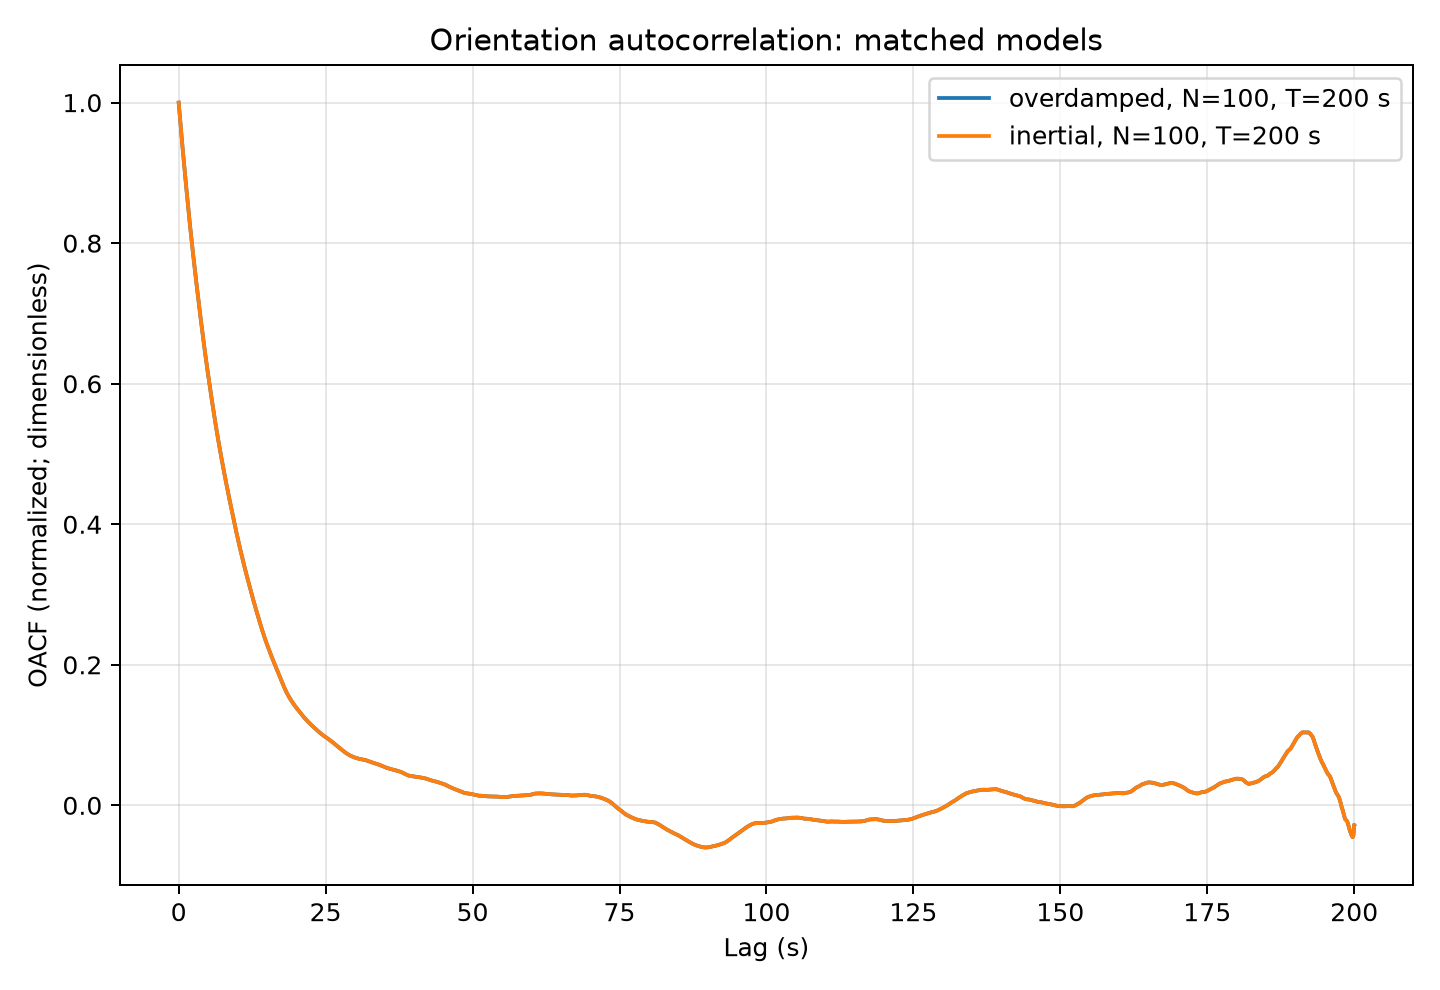 Orientation autocorrelation: matched models
overdamped, N=100, T=200 s
inertial, N=100, T=200 s
OACF (normalized; dimensionless)
1.0
0.8
0.6
0.4
0.2
0.0
0 25 50 75 100 125 150 175 200
Lag (s)